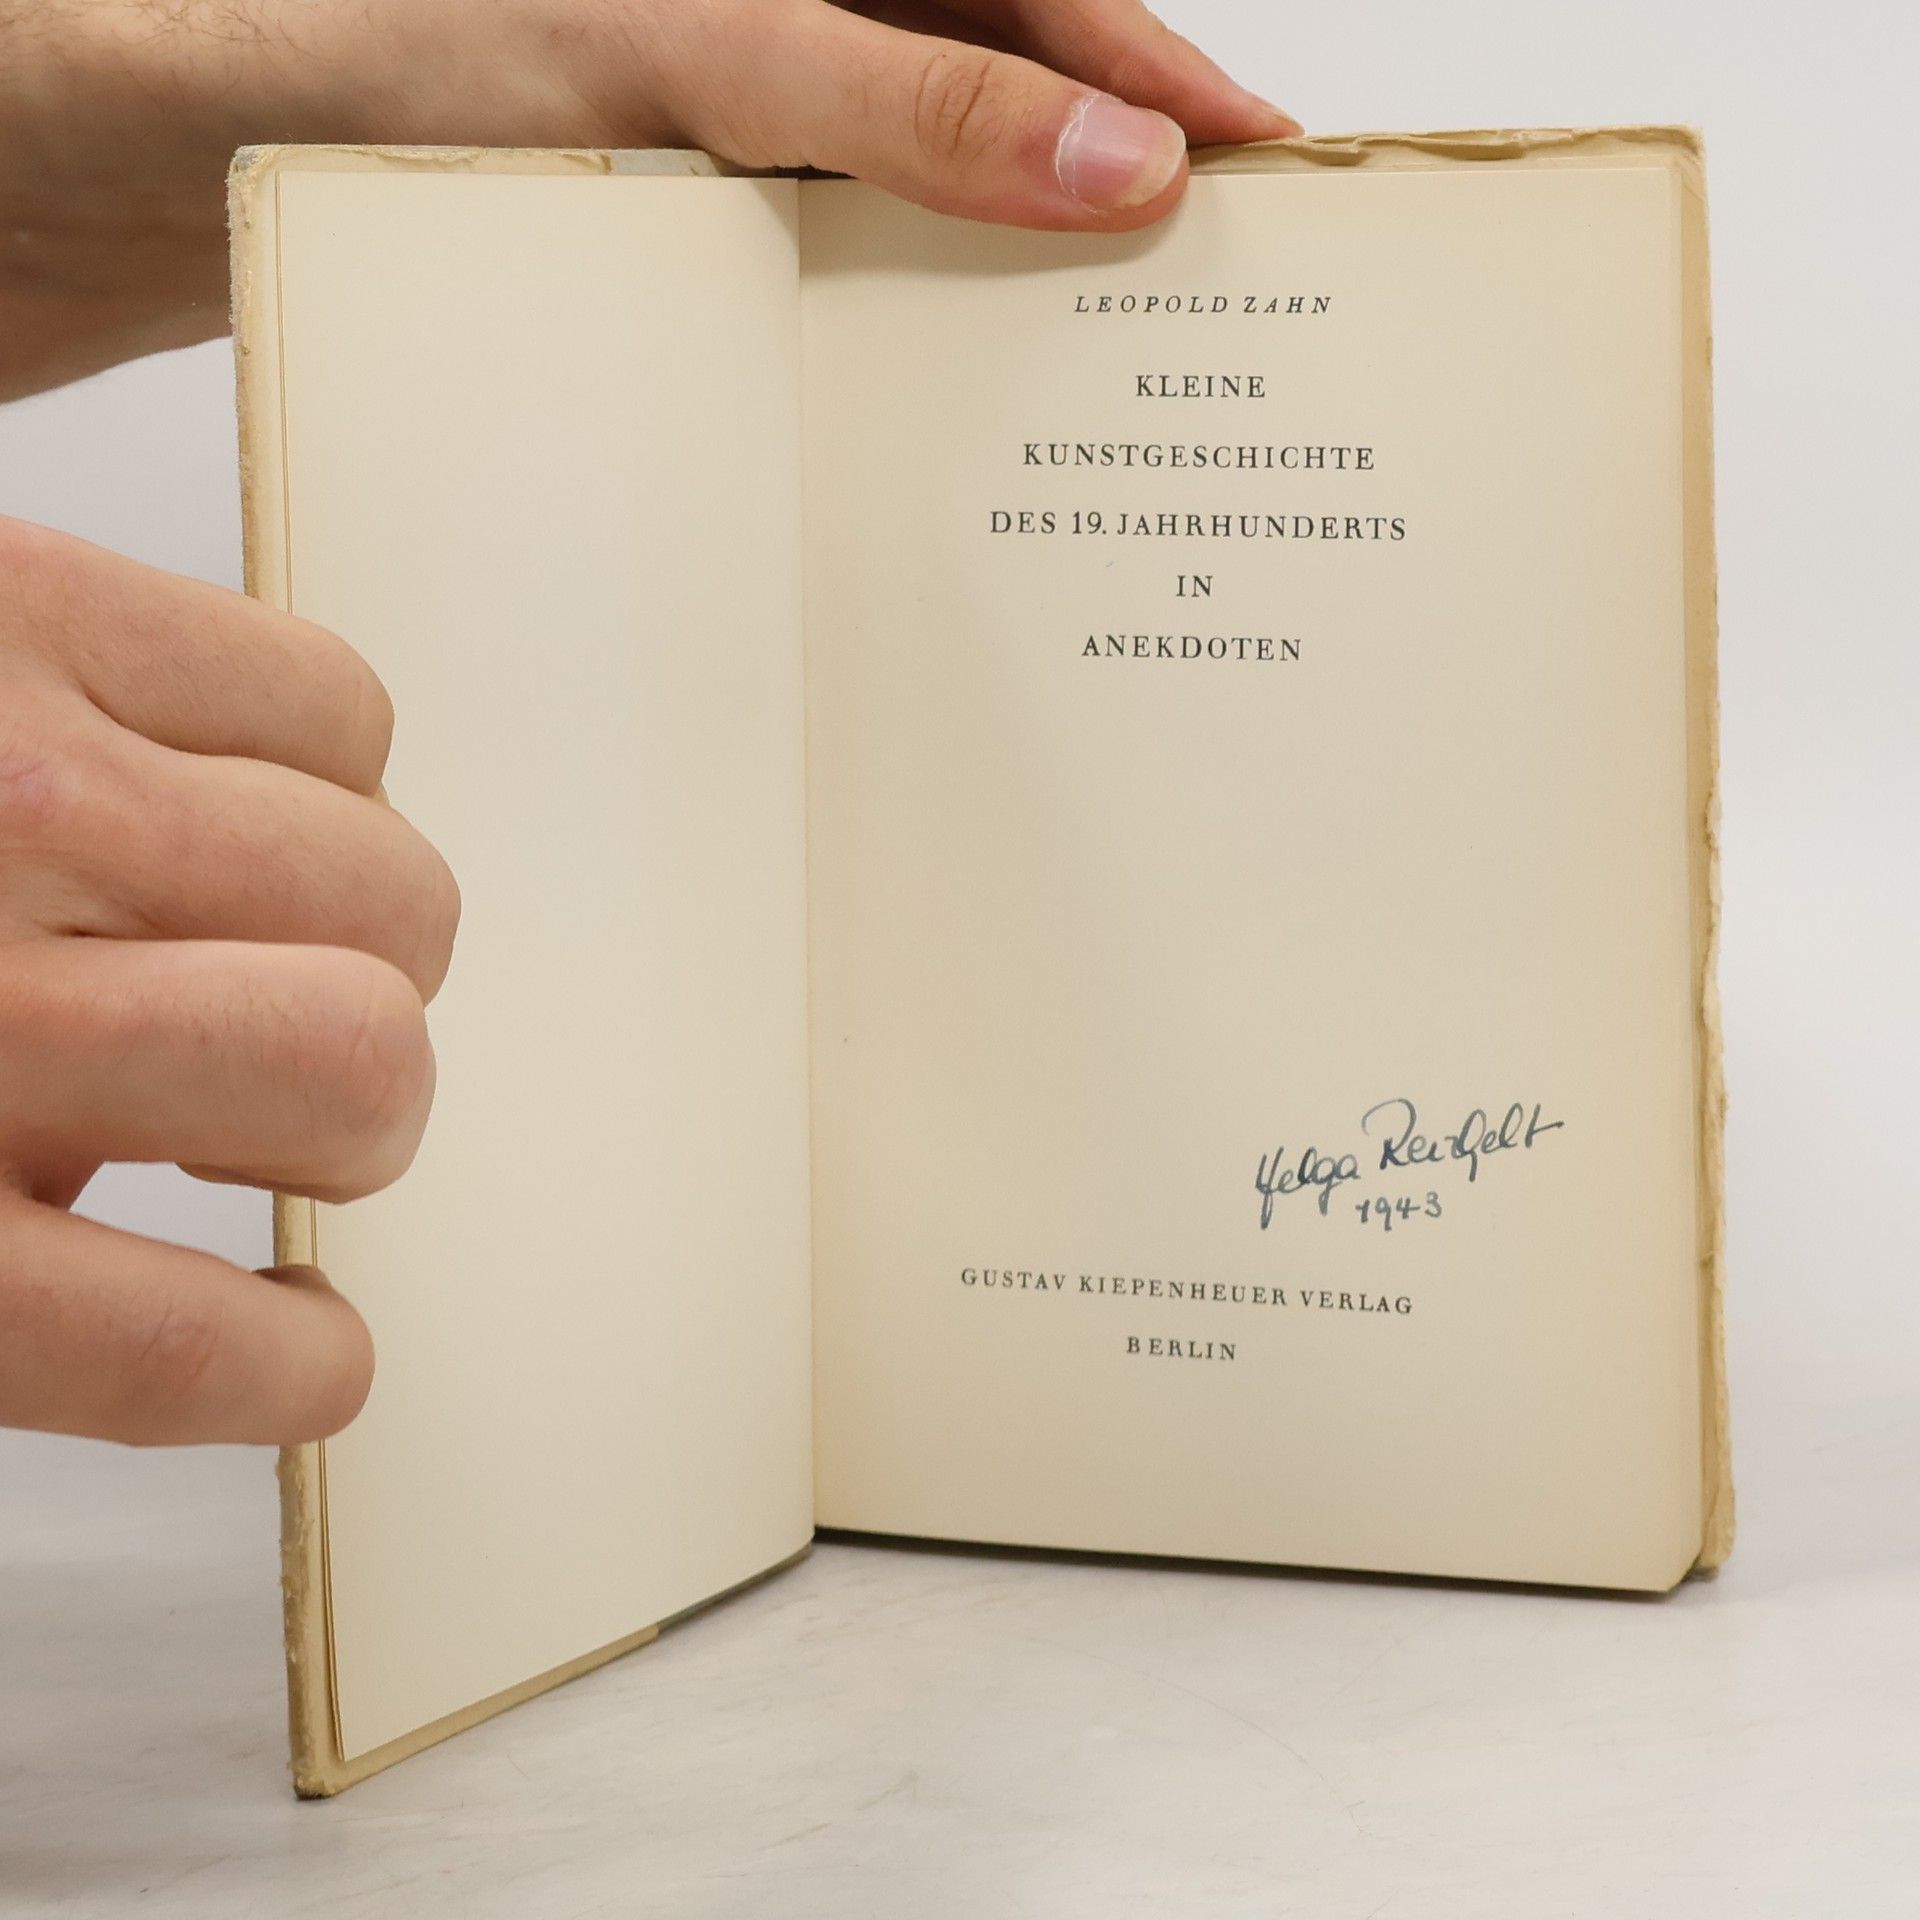 LEOPOLD ZAHN
KLEINE
KUNSTGESCHICHTE
DES 19. JAHRHUNDERTS
IN
ANEKDOTEN
Helga
1943
GUSTAV KIEPENHEUER VERLAG
BERLIN